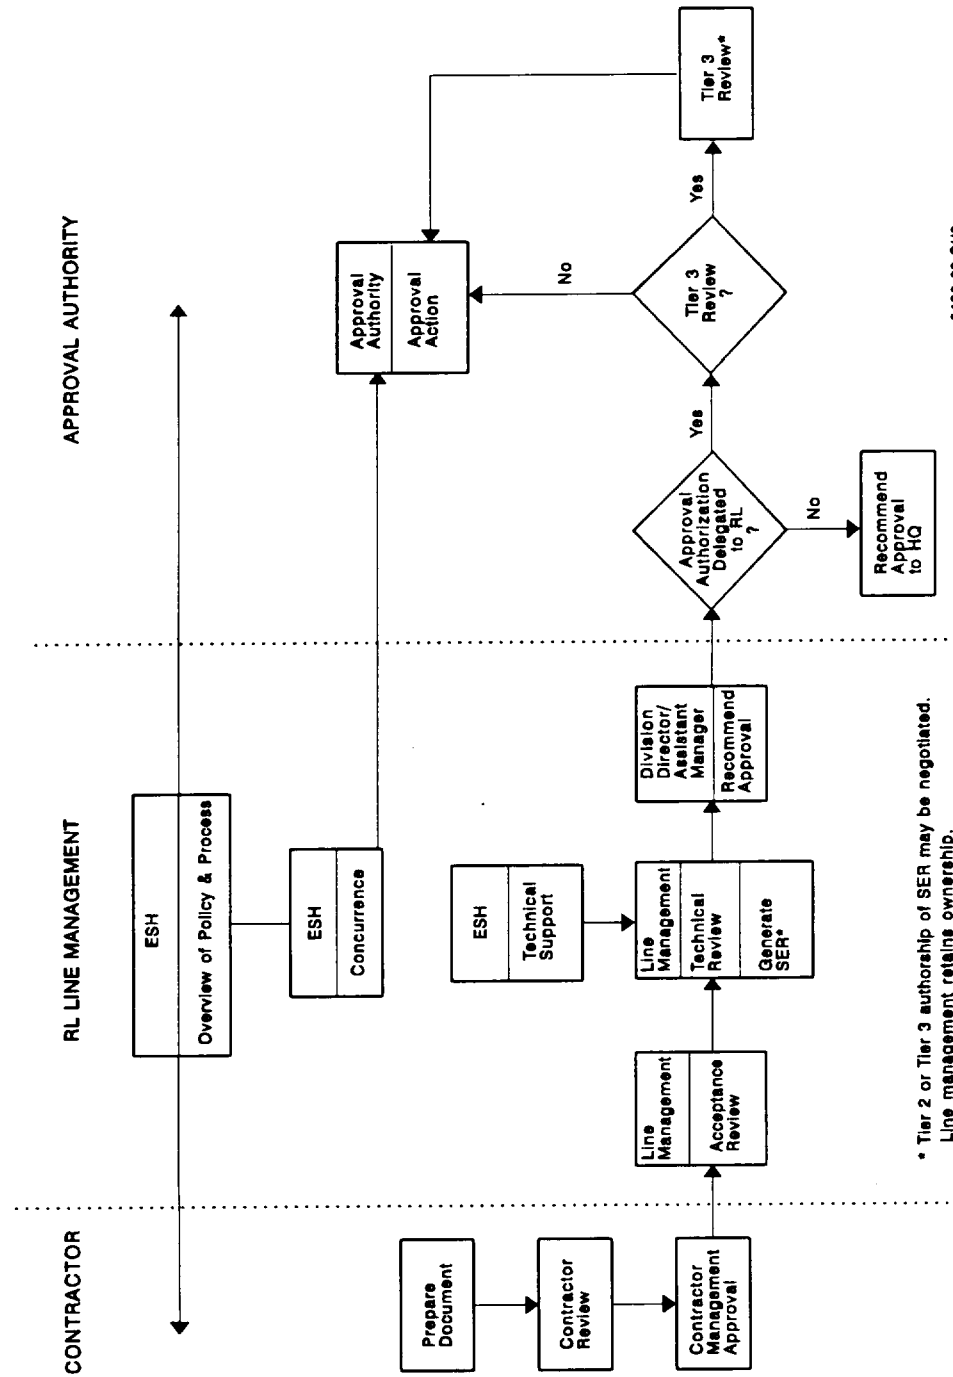 CONTRACTOR
RL LINE MANAGEMENT
APPROVAL AUTHORITY
ESH
Overview of Policy & Process
ESH
Concurrence
Approval
Authority
Approval
Action
Prepare
Document
Contractor
Review
Contractor
Management
Approval
Line
Management
Acceptance
Review
ESH
Technical
Support
Line
Management
Technical
Review
Generate
SER*
Division
Director/
Assistant
Manager
Recommend
Approval
Approval
Authorization
Delegated
to RL
?
Yes
No
Recommend
Approval
to HQ
Tier 3
Review
?
No
Yes
Tier 3
Review*
* Tier 2 or Tier 3 authorship of SER may be negotiated.
Line management retains ownership.